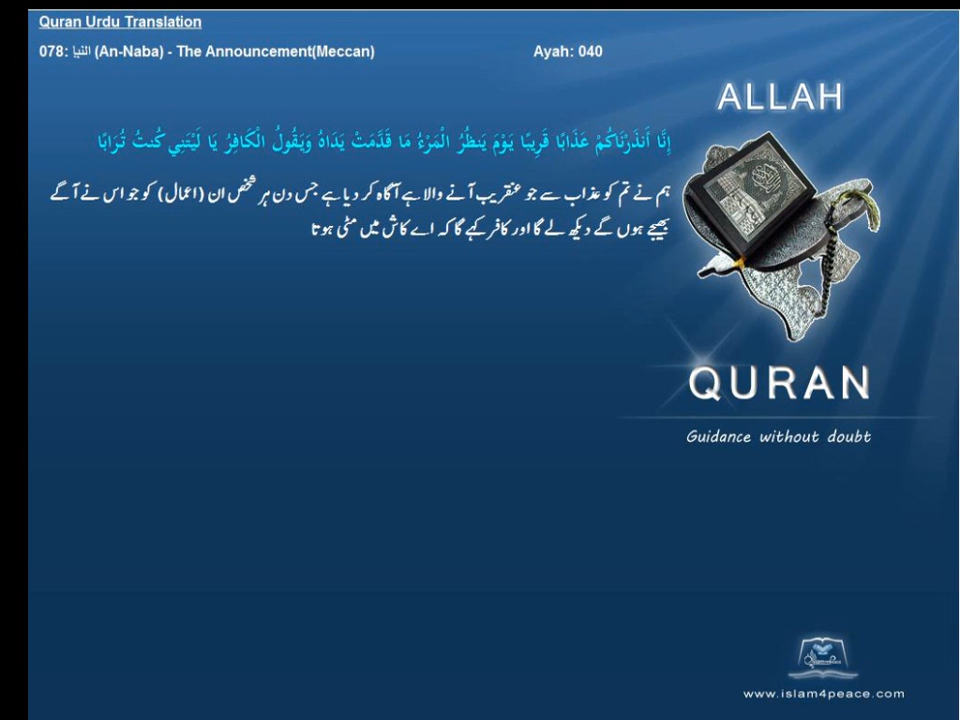 Quran Urdu Translation
078: النبإ (An-Naba) - The Announcement(Meccan) Ayah: 040
ALLAH
إِنَّا أَنذَرْنَاكُمْ عَذَابًا قَرِيبًا يَوْمَ يَنظُرُ الْمَرْءُ مَا قَدَّمَتْ يَدَاهُ وَيَقُولُ الْكَافِرُ يَا لَيْتَنِي كُنتُ تُرَابًا
ہم نے تم کو عذاب سے جو عنقریب آنے والا ہے آگاہ کر دیا ہے جس دن ہر شخص ان (اعمال) کو جو اس نے آگے
بھیجے ہوں گے دیکھ لے گا اور کافر کہے گا کہ اے کاش میں مٹی ہوتا
QURAN
Guidance without doubt
www.islam4peace.com